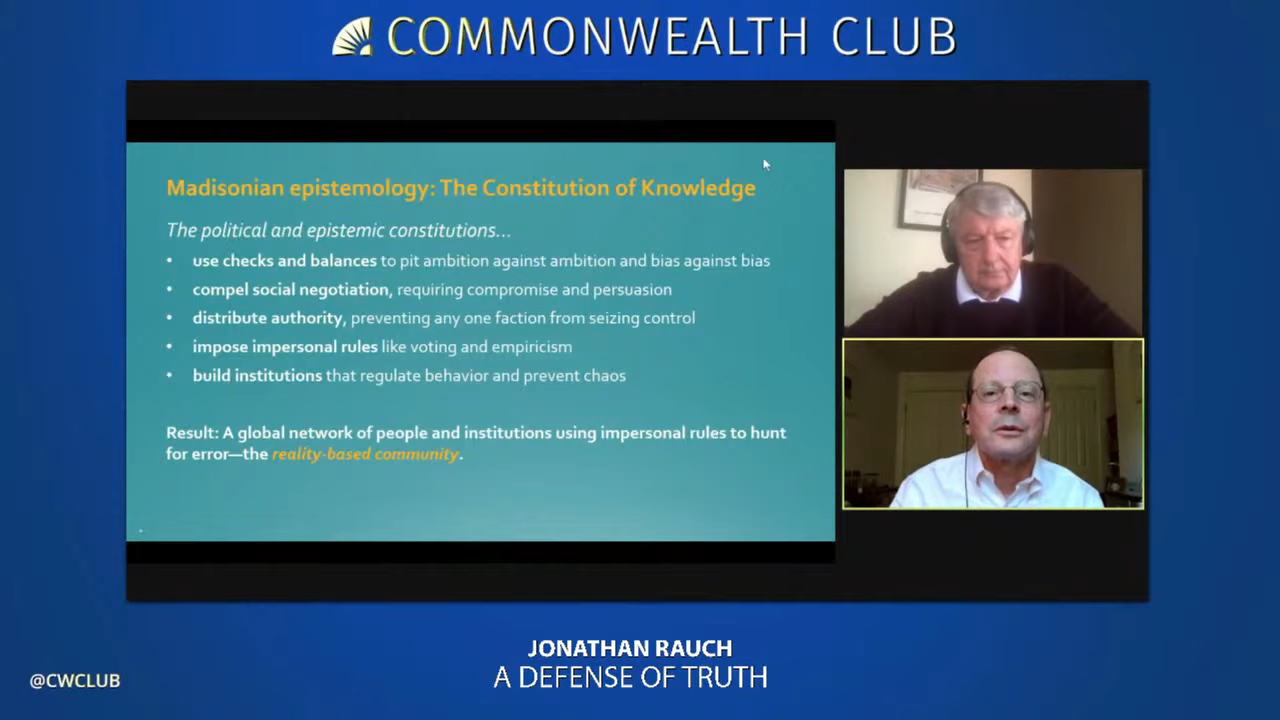 COMMONWEALTH CLUB
Madisonian epistemology: The Constitution of Knowledge
The political and epistemic constitutions...
• use checks and balances to pit ambition against ambition and bias against bias
• compel social negotiation, requiring compromise and persuasion
• distribute authority, preventing any one faction from seizing control
• impose impersonal rules like voting and empiricism
• build institutions that regulate behavior and prevent chaos
Result: A global network of people and institutions using impersonal rules to hunt
for error—the reality-based community.
JONATHAN RAUCH
A DEFENSE OF TRUTH
@CWCLUB